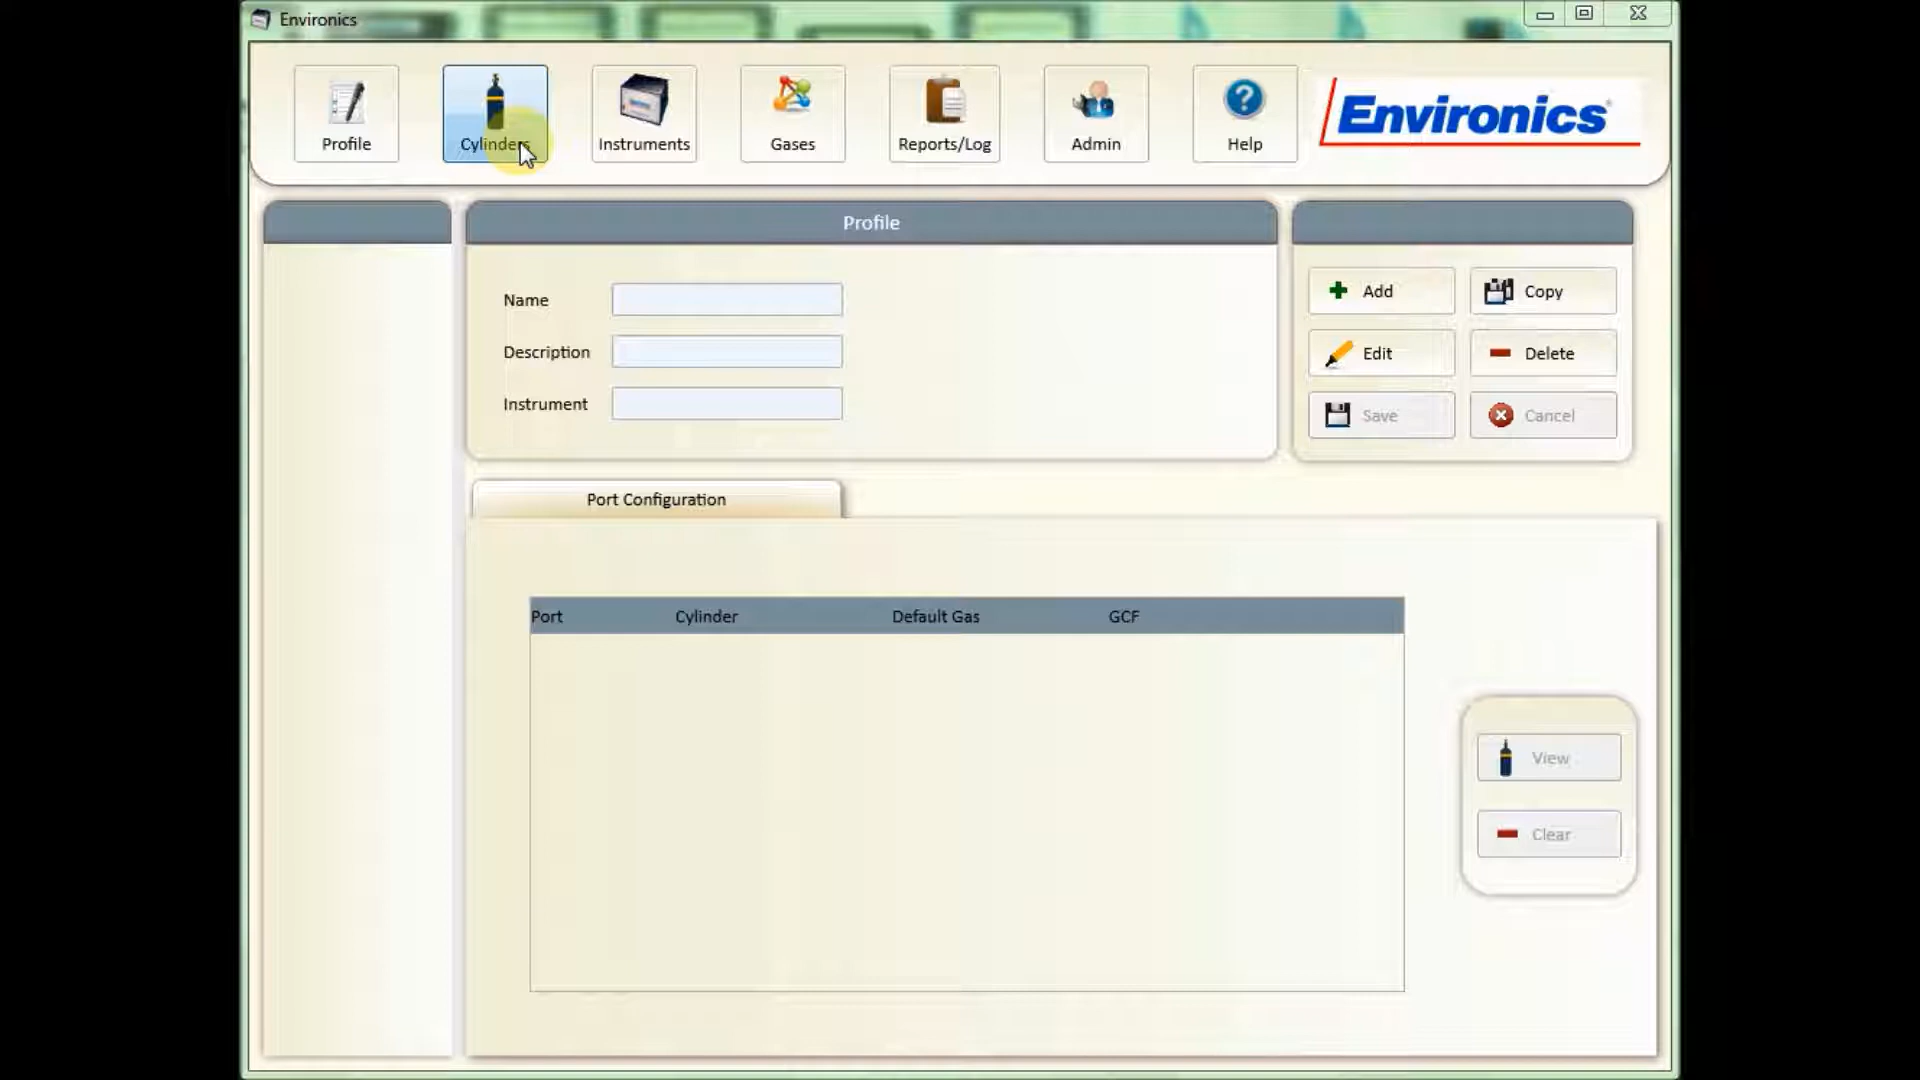 Environics
Profile
Cylinders
Instruments
Gases
Reports/Log
Admin
Help
Environics
Profile
Name
Description
Instrument
Add
Copy
Edit
Delete
Save
Cancel
Port Configuration
Port Cylinder Default Gas GCF
View
Clear